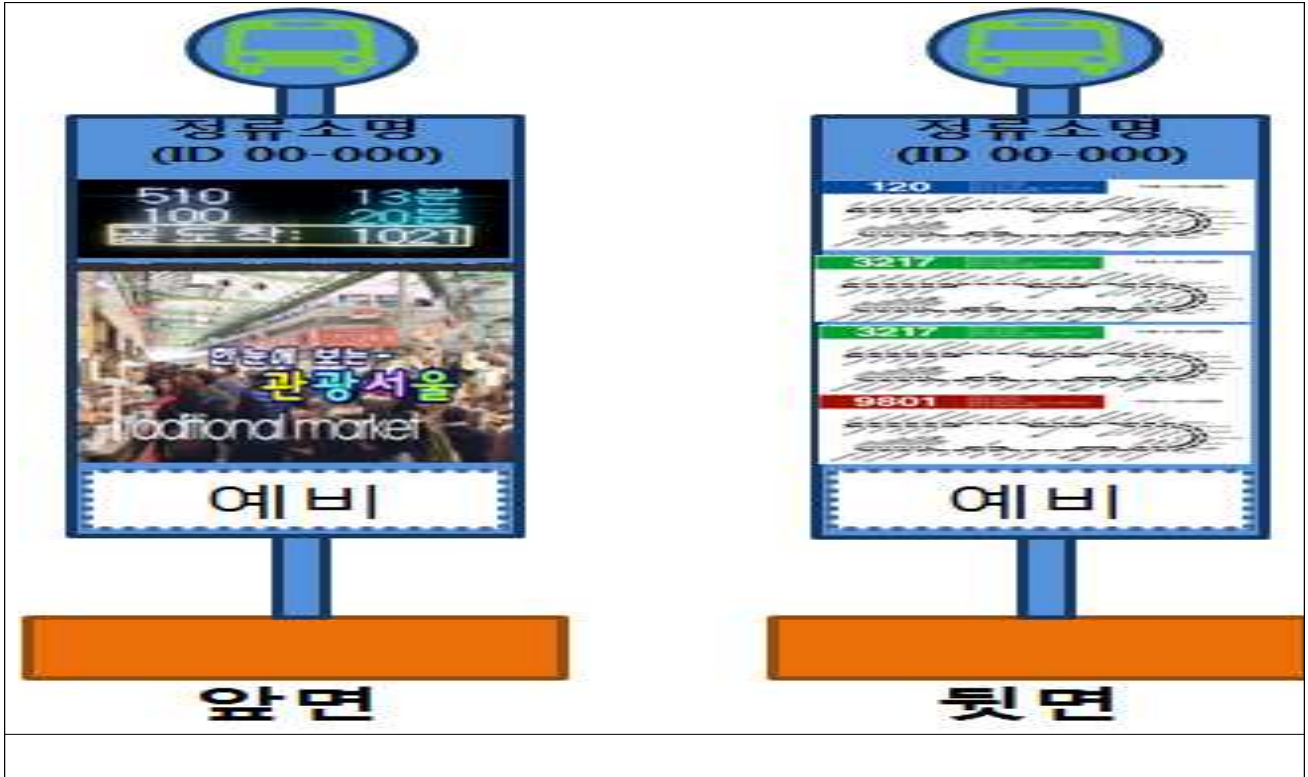 정류소명
(ID 00-000)
510 13분
100 20분
곧도착: 1021
한눈에 보는~
관광서울
traditional market
예비
앞면
정류소명
(ID 00-000)
120
3217
3217
9801
예비
뒷면